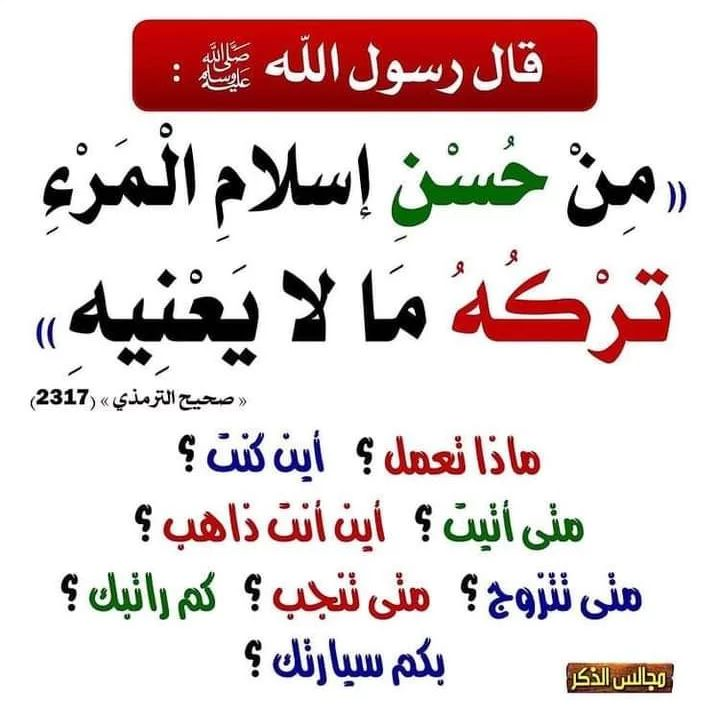 قال رسول الله ﷺ :
(( مِنْ حُسْنِ إسلامِ الْمَرْءِ
تَرْكُهُ مَا لا يَعْنِيهِ ))
« صحيح الترمذي » (2317)
ماذا تعمل ؟ أين كنت ؟
متى أتيت ؟ أين أنت ذاهب ؟
متى تتزوج ؟ متى تنجب ؟ كم راتبك ؟
بكم سيارتك ؟
مجالس الذكر